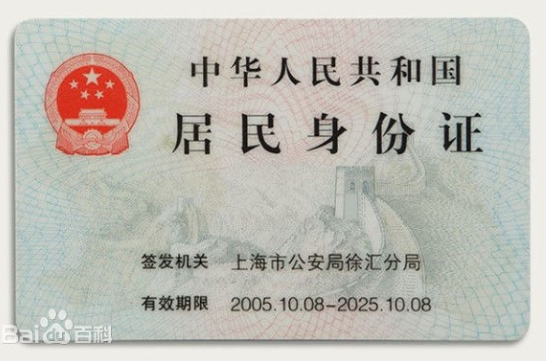 中华人民共和国
居民身份证
签发机关 上海市公安局徐汇分局
有效期限 2005.10.08-2025.10.08
Baidu百科